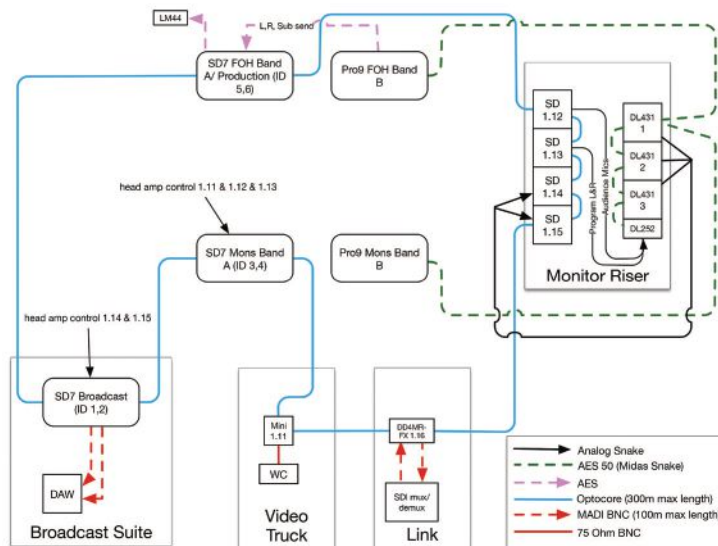 LM44
L,R, Sub send
SD7 FOH Band
A/ Production (ID
5,6)
Pro9 FOH Band
B
SD
1.12
SD
1.13
SD
1.14
SD
1.15
Program L&R
Audience Mics
DL431
1
DL431
2
DL431
3
DL252
Monitor Riser
head amp control 1.11 & 1.12 & 1.13
SD7 Mons Band
A (ID 3,4)
Pro9 Mons Band
B
head amp control 1.14 & 1.15
SD7 Broadcast
(ID 1,2)
DAW
Broadcast Suite
Mini
1.11
WC
Video
Truck
DD4MR-
FX 1.16
SDI mux/
demux
Link
Analog Snake
AES 50 (Midas Snake)
AES
Optocore (300m max length)
MADI BNC (100m max length)
75 Ohm BNC